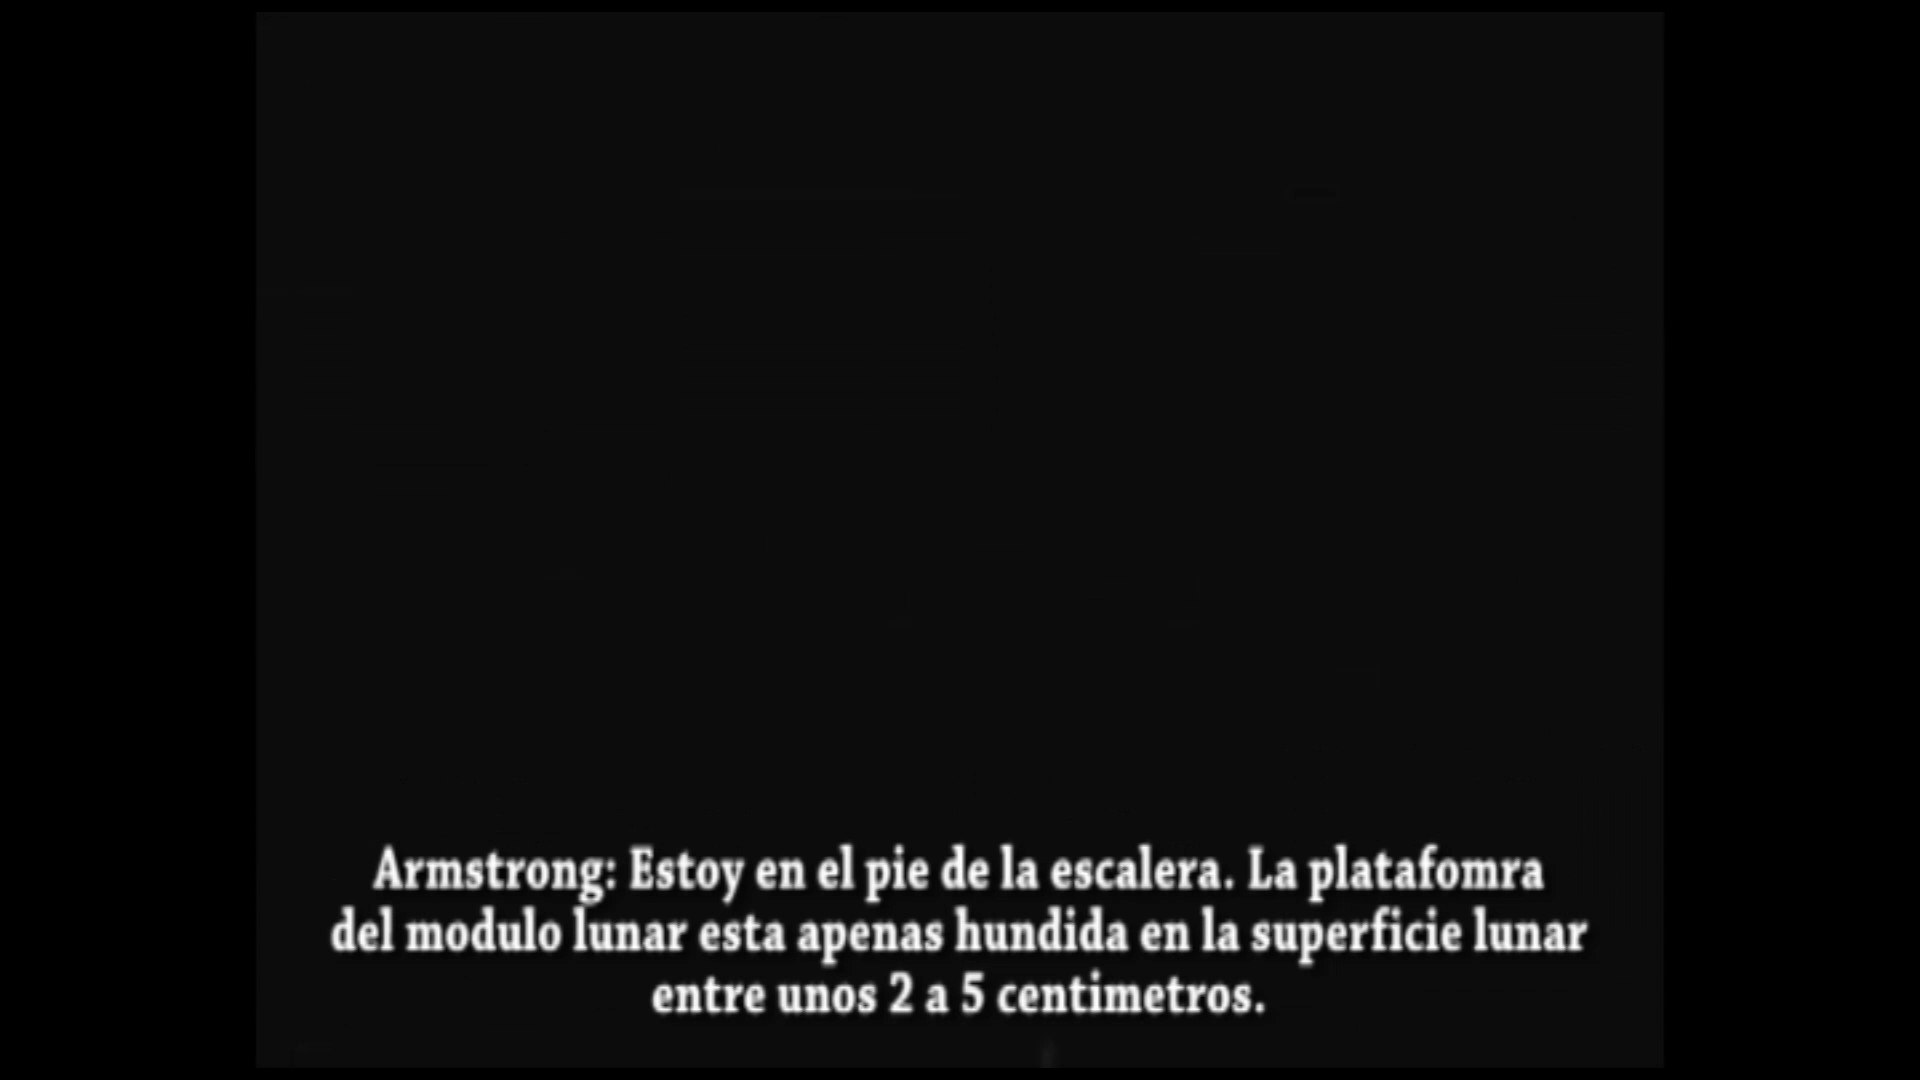 Armstrong: Estoy en el pie de la escalera. La platafomra
del modulo lunar esta apenas hundida en la superficie lunar
entre unos 2 a 5 centimetros.